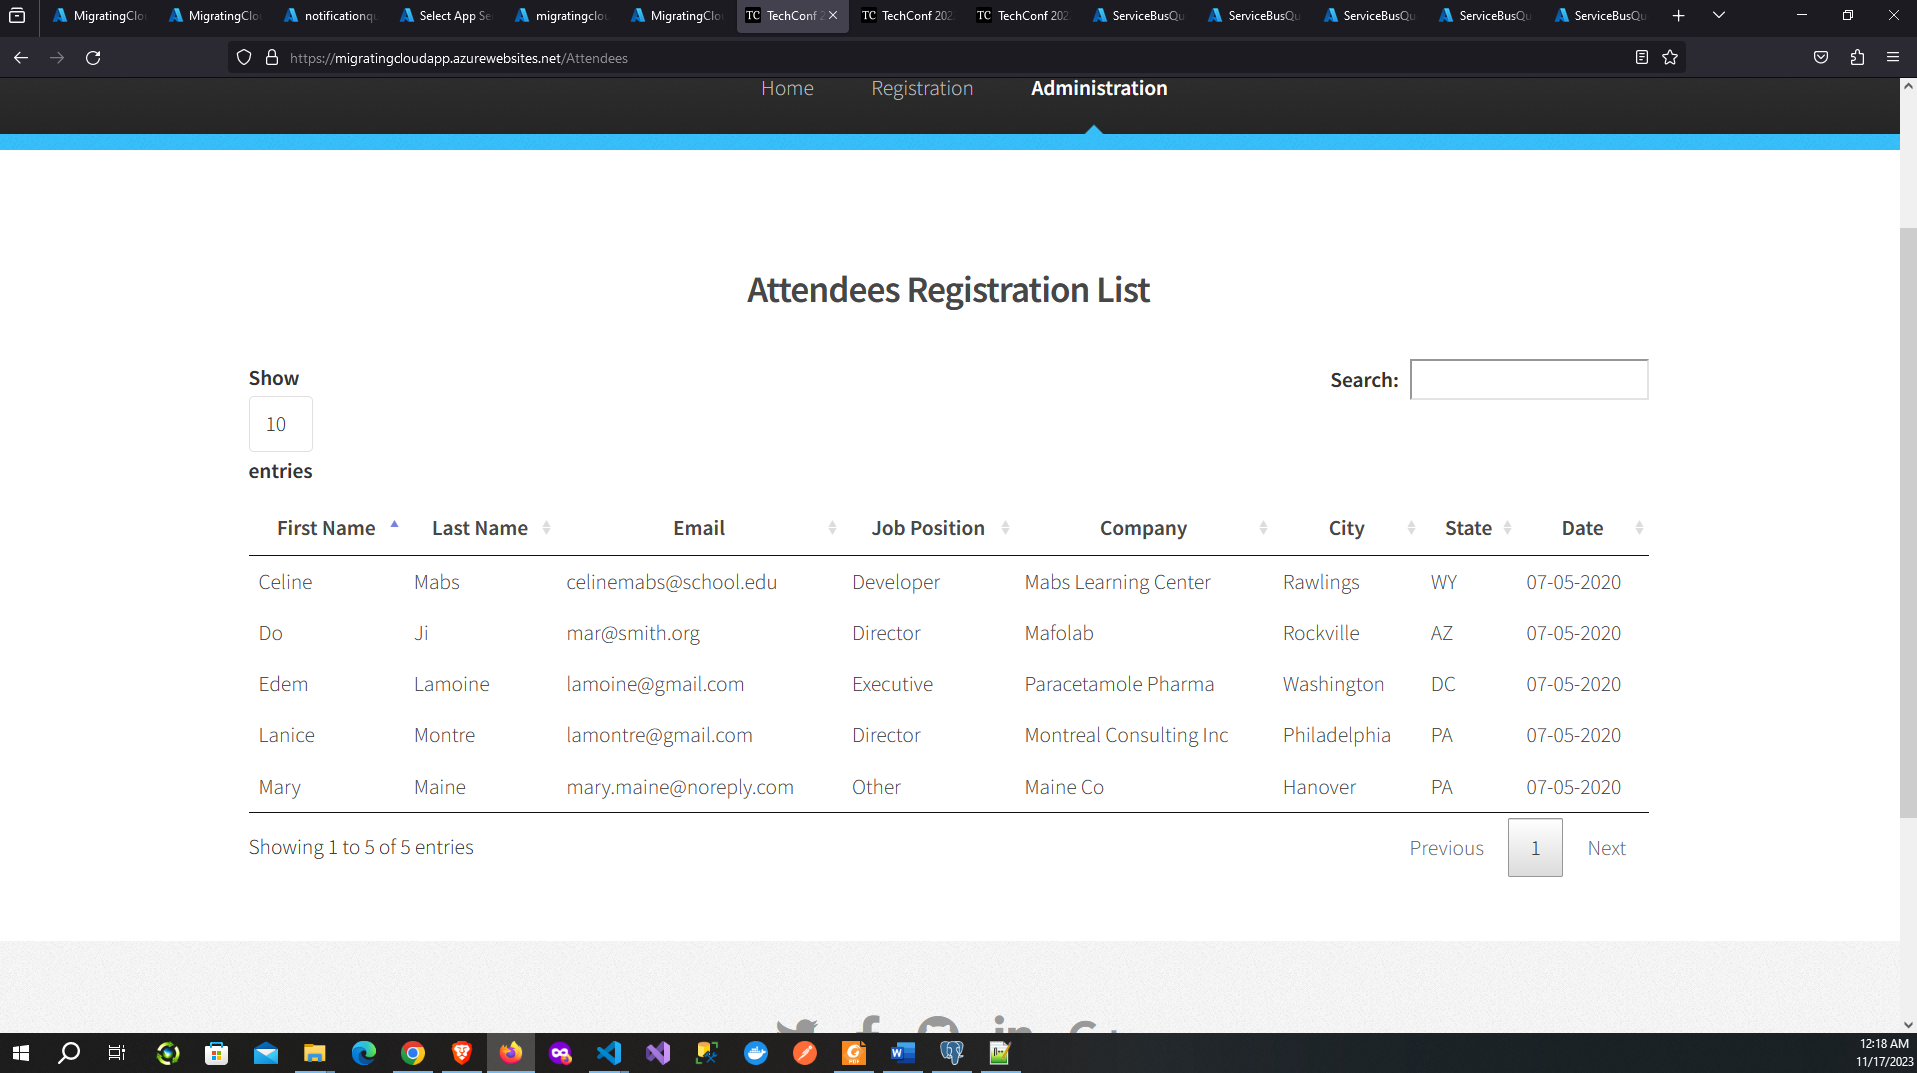 MigratingClo
MigratingClo
notificationqu
Select App Se
migratingclou
MigratingClo
TC TechConf 2
TC TechConf 202
TC TechConf 202
ServiceBusQu
ServiceBusQu
ServiceBusQu
ServiceBusQu
ServiceBusQu
https://migratingcloudapp.azurewebsites.net/Attendees
Home Registration Administration
Attendees Registration List
Show
10
entries
Search:
First Name Last Name Email Job Position Company City State Date
Celine Mabs celinemabs@school.edu Developer Mabs Learning Center Rawlings WY 07-05-2020
Do Ji mar@smith.org Director Mafolab Rockville AZ 07-05-2020
Edem Lamoine lamoine@gmail.com Executive Paracetamole Pharma Washington DC 07-05-2020
Lanice Montre lamontre@gmail.com Director Montreal Consulting Inc Philadelphia PA 07-05-2020
Mary Maine mary.maine@noreply.com Other Maine Co Hanover PA 07-05-2020
Showing 1 to 5 of 5 entries
Previous 1 Next
12:18 AM
11/17/2023